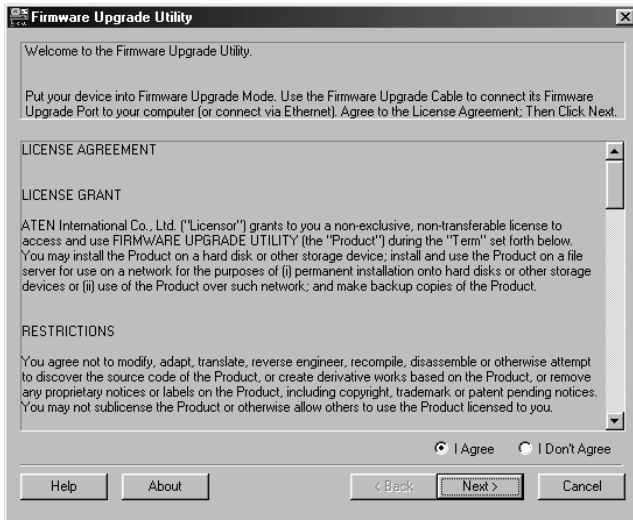 Firmware Upgrade Utility
Welcome to the Firmware Upgrade Utility.
Put your device into Firmware Upgrade Mode. Use the Firmware Upgrade Cable to connect its Firmware
Upgrade Port to your computer (or connect via Ethernet). Agree to the License Agreement; Then Click Next.
LICENSE AGREEMENT
LICENSE GRANT
ATEN International Co., Ltd. ("Licensor") grants to you a non-exclusive, non-transferable license to
access and use FIRMWARE UPGRADE UTILITY (the "Product") during the "Term" set forth below.
You may install the Product on a hard disk or other storage device; install and use the Product on a file
server for use on a network for the purposes of (i) permanent installation onto hard disks or other storage
devices or (ii) use of the Product over such network; and make backup copies of the Product.
RESTRICTIONS
You agree not to modify, adapt, translate, reverse engineer, recompile, disassemble or otherwise attempt
to discover the source code of the Product, or create derivative works based on the Product, or remove
any proprietary notices or labels on the Product, including copyright, trademark or patent pending notices.
You may not sublicense the Product or otherwise allow others to use the Product licensed to you.
I Agree I Don't Agree
Help About < Back Next > Cancel